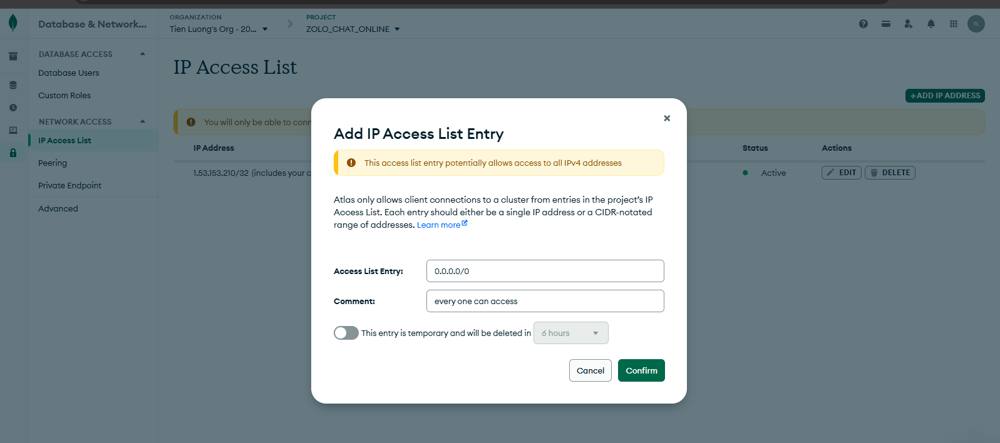 Database & Network...
ORGANIZATION
Tien Luong's Org - 20...
PROJECT
ZOLO_CHAT_ONLINE
TL
DATABASE ACCESS
Database Users
Custom Roles
NETWORK ACCESS
IP Access List
Peering
Private Endpoint
Advanced
IP Access List
+ADD IP ADDRESS
You will only be able to conn
IP Address
Status
Actions
1.53.153.210/32 (includes your c
Active
EDIT
DELETE
Add IP Access List Entry
This access list entry potentially allows access to all IPv4 addresses
Atlas only allows client connections to a cluster from entries in the project's IP
Access List. Each entry should either be a single IP address or a CIDR-notated
range of addresses. Learn more
Access List Entry:
0.0.0.0/0
Comment:
every one can access
This entry is temporary and will be deleted in
6 hours
Cancel
Confirm